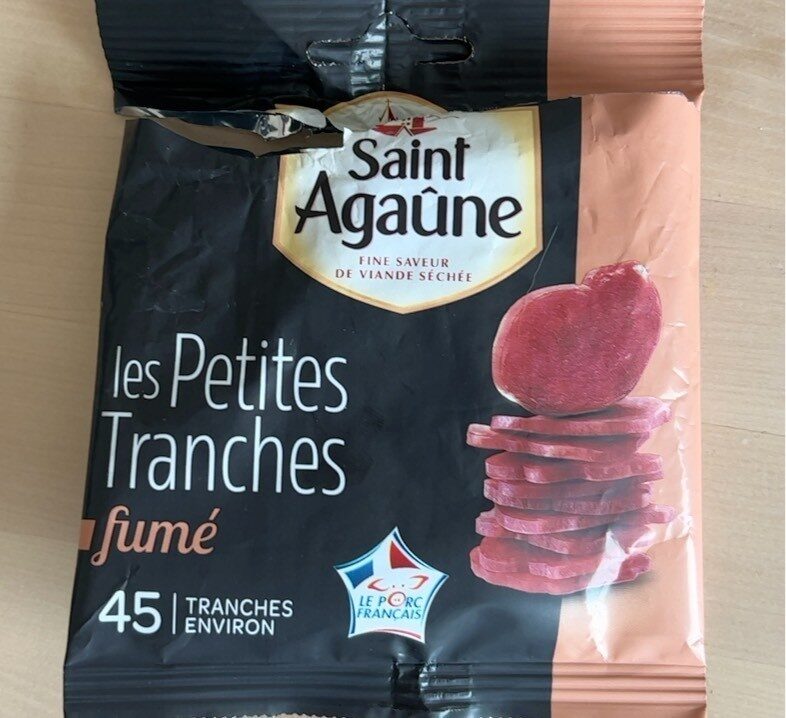 Saint
Agaûne
FINE SAVEUR
DE VIANDE SÉCHÉE
les Petites
Tranches
fumé
45 TRANCHES
ENVIRON
LE PORC
FRANÇAIS